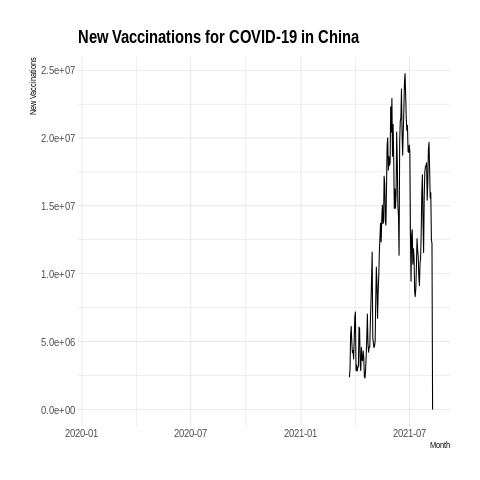 New Vaccinations for COVID-19 in China
New Vaccinations
2.5e+07
2.0e+07
1.5e+07
1.0e+07
5.0e+06
0.0e+00
2020-01 2020-07 2021-01 2021-07
Month